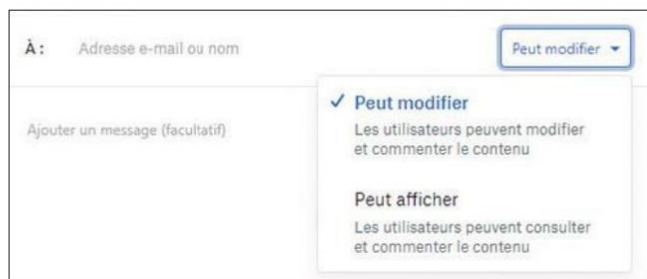 À : Adresse e-mail ou nom Peut modifier
Ajouter un message (facultatif)
Peut modifier
Les utilisateurs peuvent modifier
et commenter le contenu
Peut afficher
Les utilisateurs peuvent consulter
et commenter le contenu